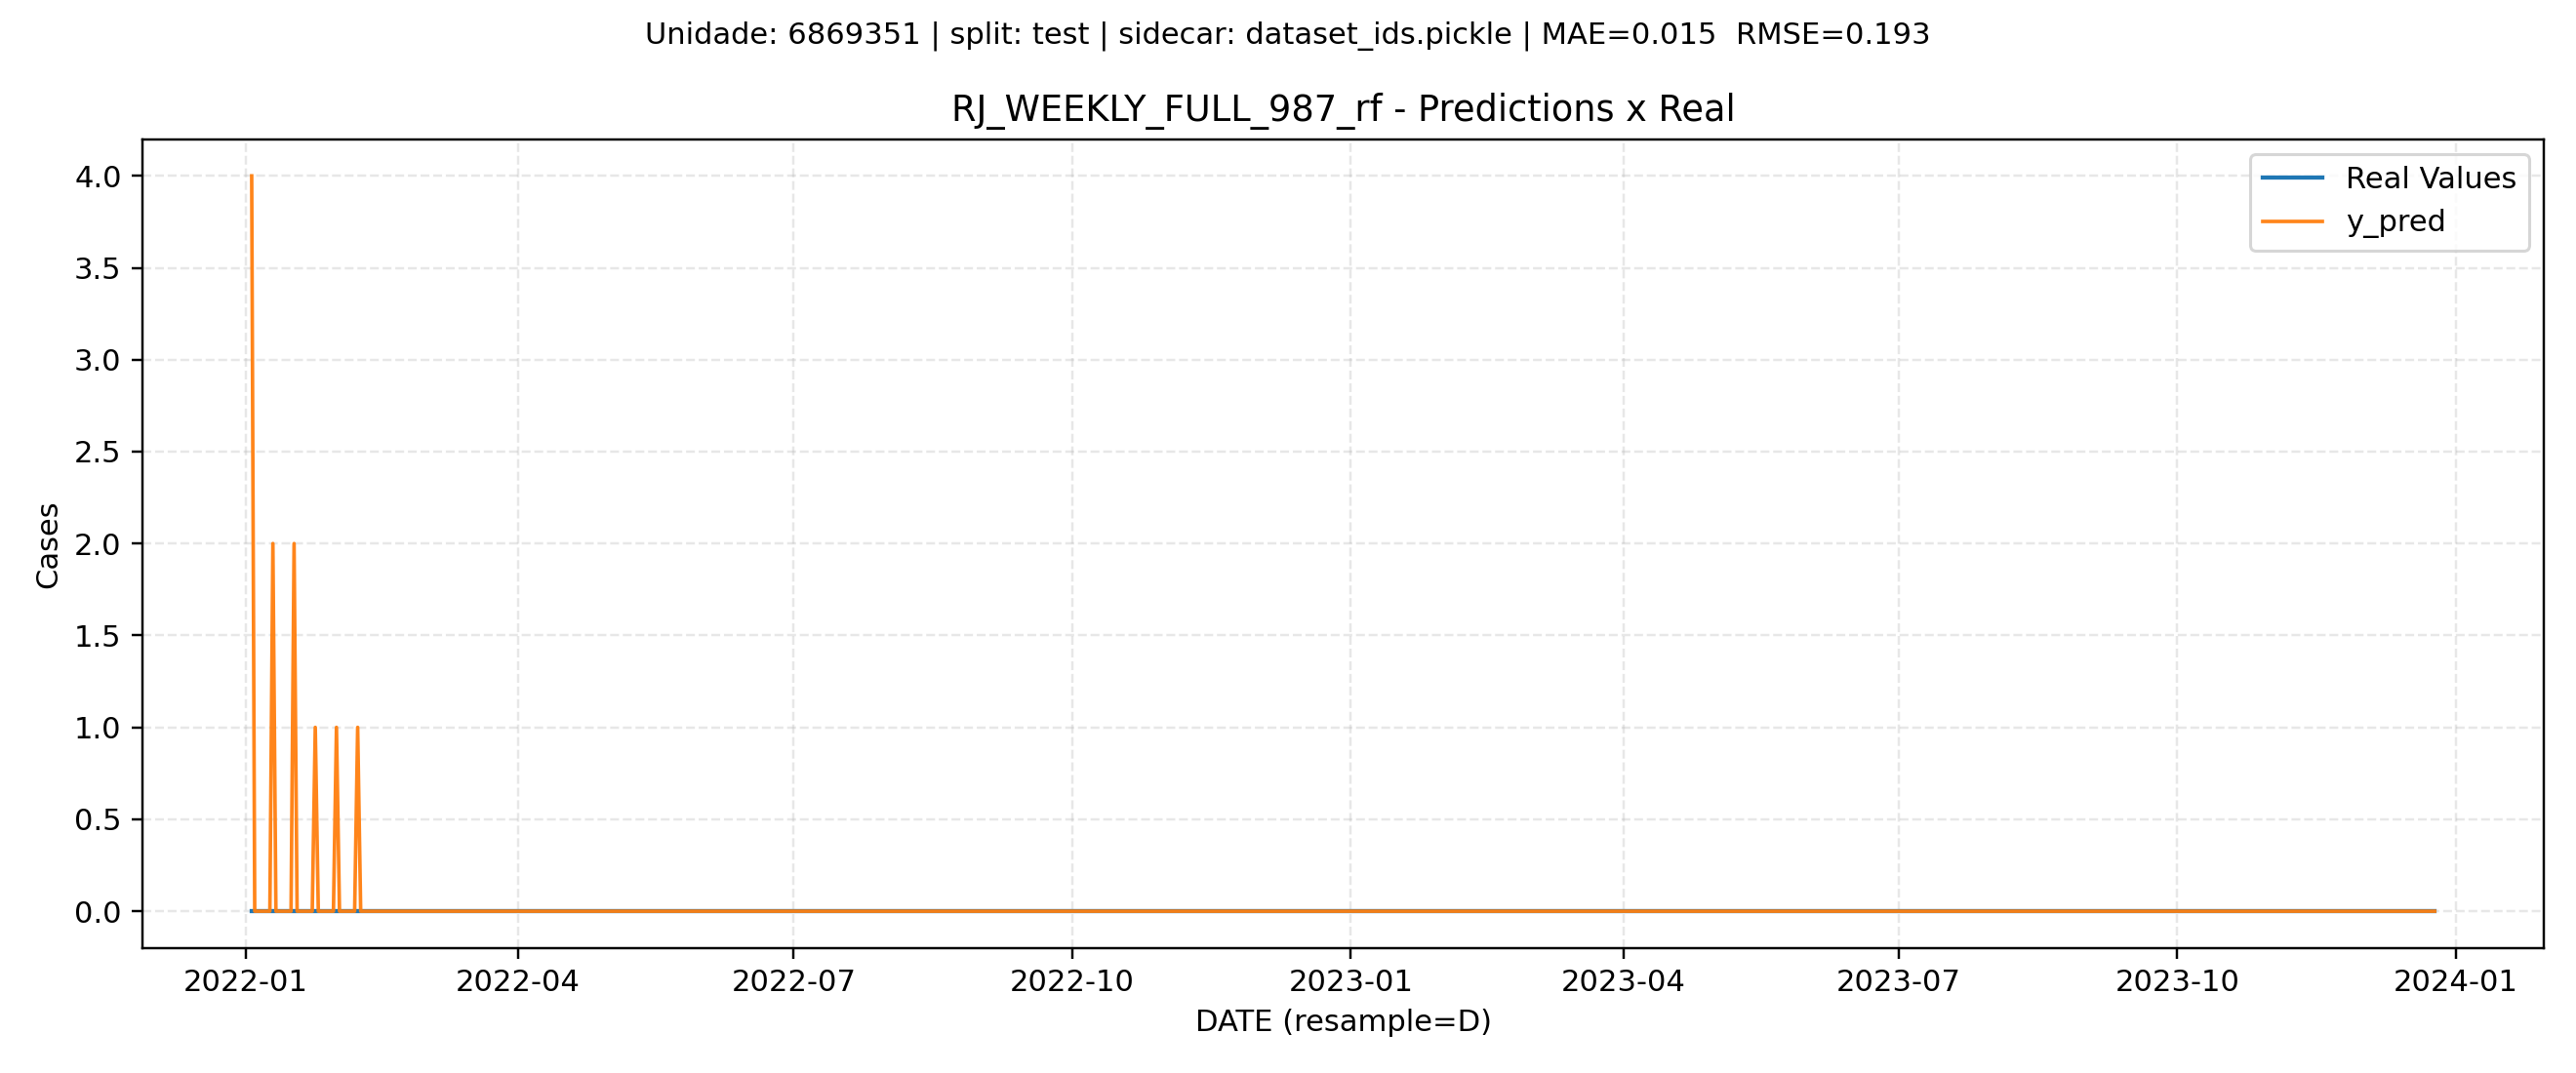 Unidade: 6869351 | split: test | sidecar: dataset_ids.pickle | MAE=0.015  RMSE=0.193
RJ_WEEKLY_FULL_987_rf - Predictions x Real
Real Values
y_pred
4.0
3.5
3.0
2.5
2.0
1.5
1.0
0.5
0.0
Cases
2022-01 2022-04 2022-07 2022-10 2023-01 2023-04 2023-07 2023-10 2024-01
DATE (resample=D)